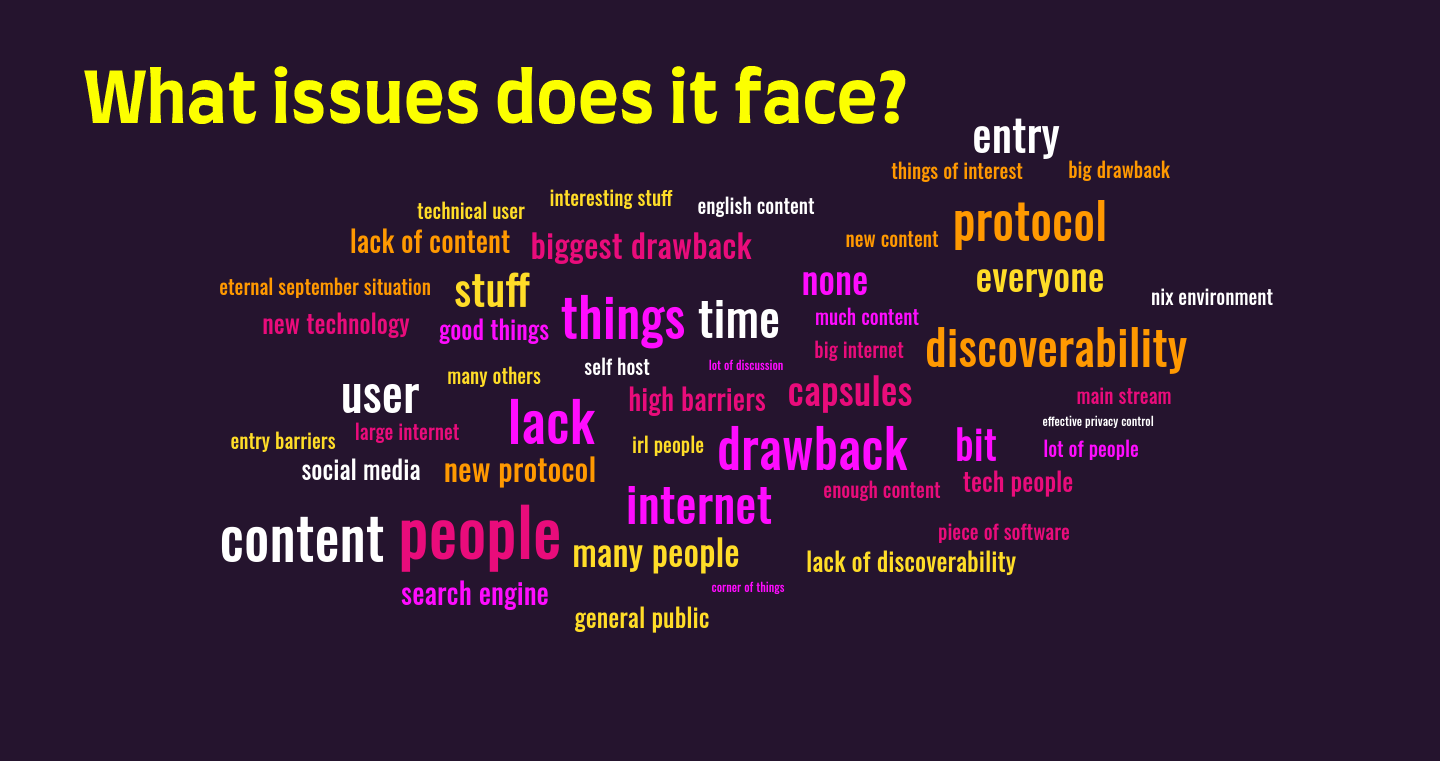 What issues does it face?
entry
things of interest
big drawback
interesting stuff
english content
technical user
protocol
lack of content
biggest drawback
new content
everyone
none
eternal september situation
stuff
nix environment
things
time
much content
new technology
good things
big internet
discoverability
self host
lot of discussion
many others
user
high barriers
capsules
main stream
lack
effective privacy control
entry barriers
large internet
irl people
drawback
bit
lot of people
social media
new protocol
enough content
tech people
internet
content
people
piece of software
many people
lack of discoverability
search engine
corner of things
general public